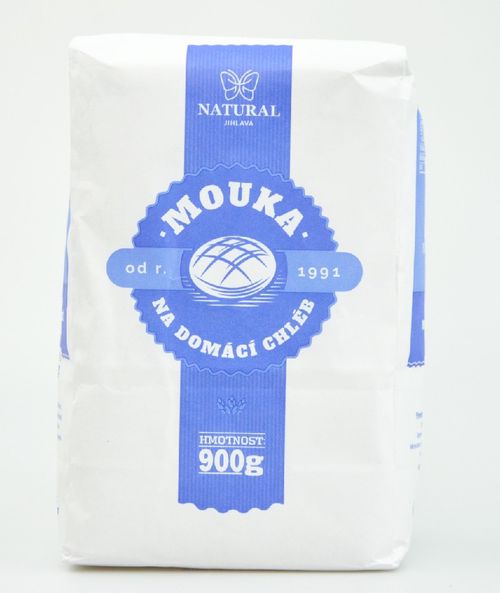 NATURAL
JIHLAVA
· MOUKA ·
od r. 1991
NA DOMÁCÍ CHLÉB
HMOTNOST:
900g